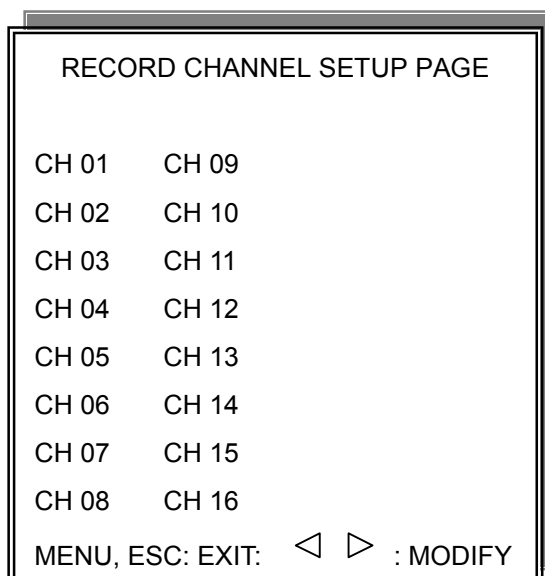 RECORD CHANNEL SETUP PAGE
CH 01 CH 09
CH 02 CH 10
CH 03 CH 11
CH 04 CH 12
CH 05 CH 13
CH 06 CH 14
CH 07 CH 15
CH 08 CH 16
MENU, ESC: EXIT: ◁ ▷ : MODIFY